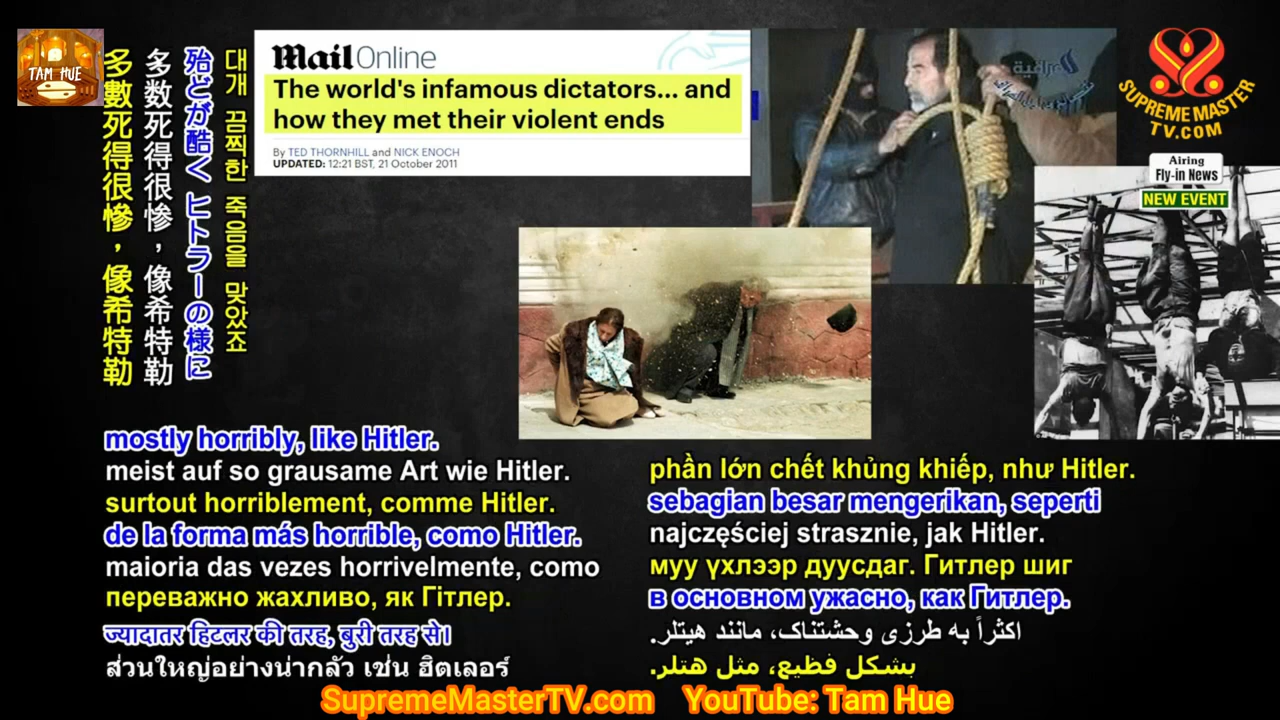 TAM HUE
대개 끔찍한 죽음을 맞았죠
殆どが酷く ヒトラーの様に
多数死得很惨，像希特勒
多數死得很慘，像希特勒
Mail Online
The world's infamous dictators... and
how they met their violent ends
By TED THORNHILL and NICK ENOCH
UPDATED: 12:21 BST, 21 October 2011
SUPREME MASTER
TV.COM
Airing
Fly-in News
NEW EVENT
mostly horribly, like Hitler.
meist auf so grausame Art wie Hitler.
surtout horriblement, comme Hitler.
de la forma más horrible, como Hitler.
maioria das vezes horrivelmente, como
переважно жахливо, як Гітлер.
ज्यादातर हिटलर की तरह, बुरी तरह से।
ส่วนใหญ่อย่างน่ากลัว เช่น ฮิตเลอร์
phần lớn chết khủng khiếp, như Hitler.
sebagian besar mengerikan, seperti
najczęściej strasznie, jak Hitler.
муу үхлээр дуусдаг. Гитлер шиг
в основном ужасно, как Гитлер.
اکثراً به طرزی وحشتناک، مانند هیتلر.
بشكل فظيع، مثل هتلر.
SupremeMasterTV.com YouTube: Tam Hue